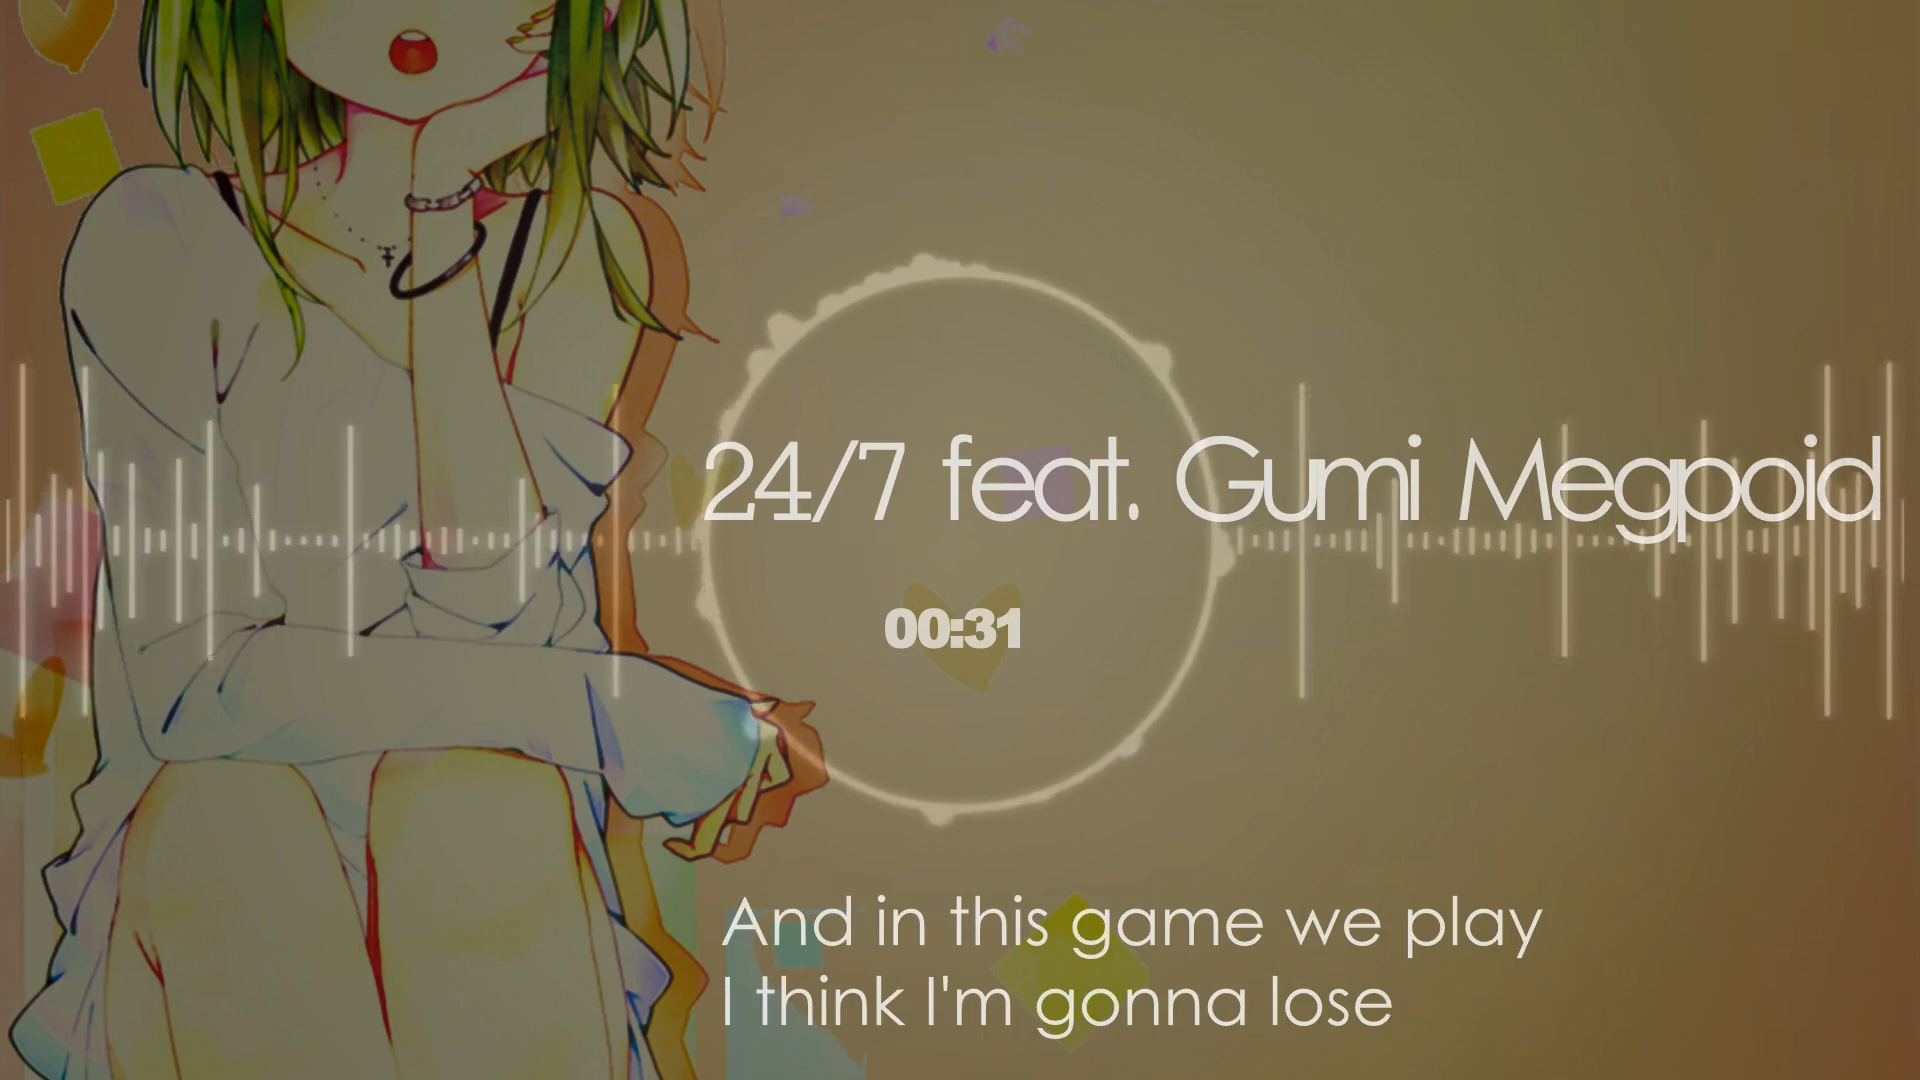 24/7 feat. Gumi Megpoid
00:31
And in this game we play
I think I'm gonna lose